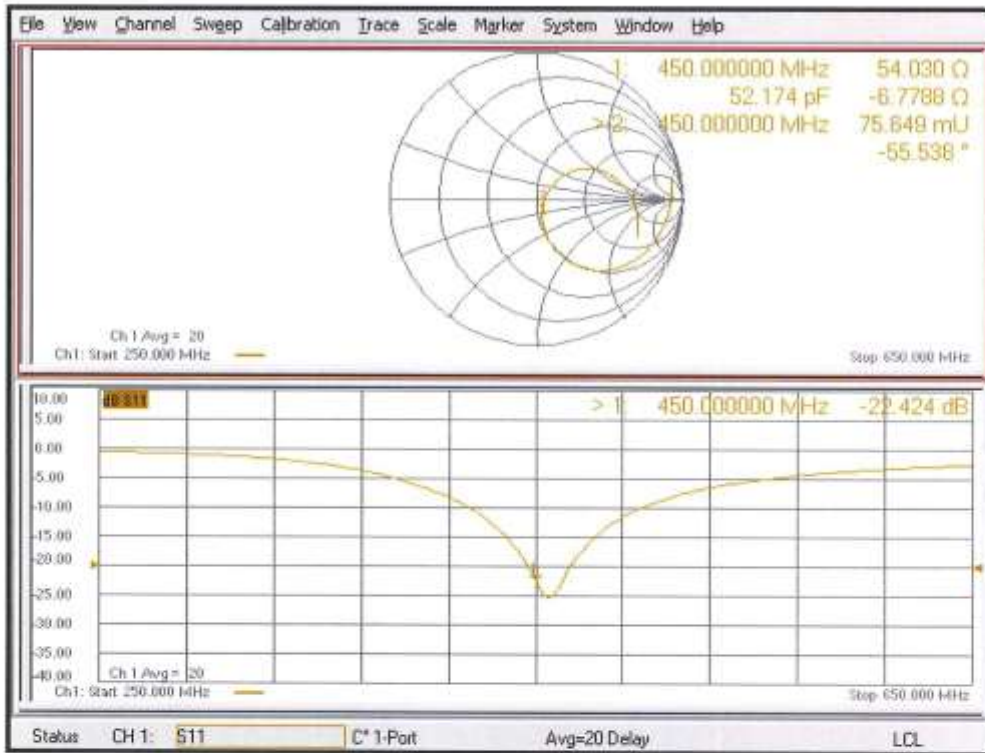 File View Channel Sweep Calibration Trace Scale Marker System Window Help
1: 450.000000 MHz 54.030 Ω
52.174 pF -6.7788 Ω
> 2: 450.000000 MHz 75.649 mU
-55.538 °
Ch 1 Avg = 20
Ch1: Start 250.000 MHz
Stop 650.000 MHz
10.00
dB S11
> 1: 450.000000 MHz -22.424 dB
5.00
0.00
-5.00
-10.00
-15.00
-20.00
-25.00
-30.00
-35.00
-40.00
Ch 1 Avg = 20
Ch1: Start 250.000 MHz
Stop 650.000 MHz
Status CH 1: S11 C* 1-Port Avg=20 Delay LCL